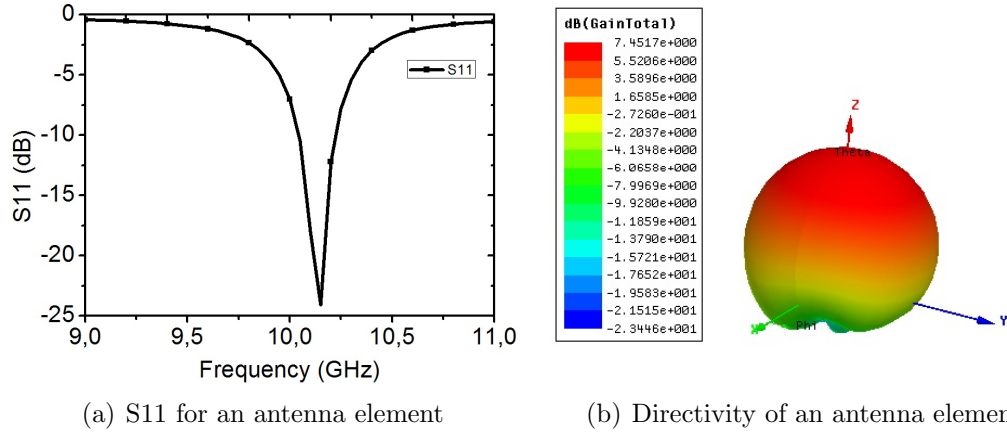 0
-5
-10
-15
-20
-25
S11 (dB)
S11
9,0
9,5
10,0
10,5
11,0
Frequency (GHz)
(a) S11 for an antenna element
dB(GainTotal)
7.4517e+000
5.5206e+000
3.5896e+000
1.6585e+000
-2.7260e-001
-2.2037e+000
-4.1348e+000
-6.0658e+000
-7.9969e+000
-9.9280e+000
-1.1859e+001
-1.3790e+001
-1.5721e+001
-1.7652e+001
-1.9583e+001
-2.1515e+001
-2.3446e+001
Z
Theta
X
Phi
Y
(b) Directivity of an antenna elemen